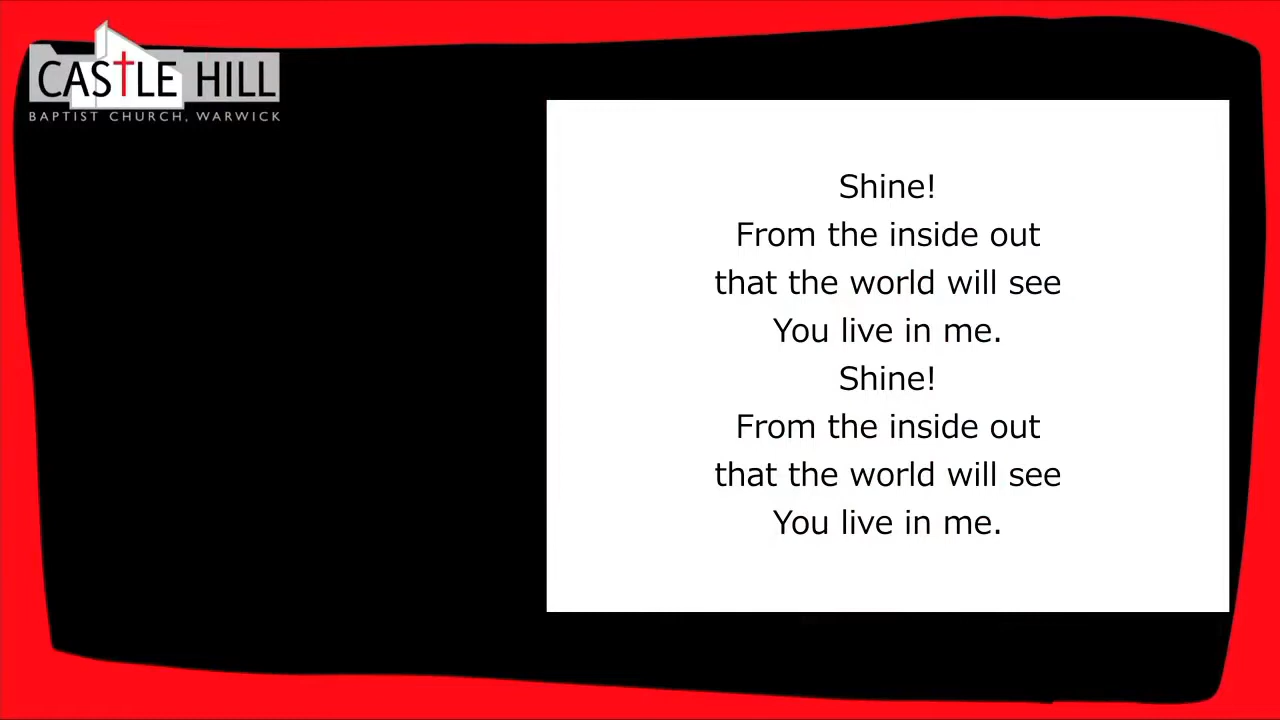 CASTLE HILL
BAPTIST CHURCH, WARWICK
Shine!
From the inside out
that the world will see
You live in me.
Shine!
From the inside out
that the world will see
You live in me.